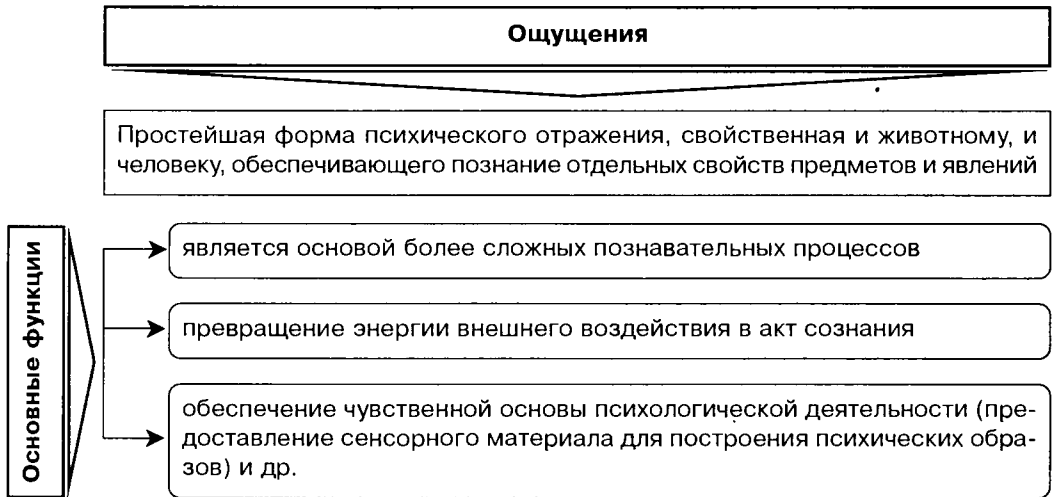 Ощущения
Простейшая форма психического отражения, свойственная и животному, и
человеку, обеспечивающего познание отдельных свойств предметов и явлений
Основные функции
является основой более сложных познавательных процессов
превращение энергии внешнего воздействия в акт сознания
обеспечение чувственной основы психологической деятельности (пре-
доставление сенсорного материала для построения психических обра-
зов) и др.